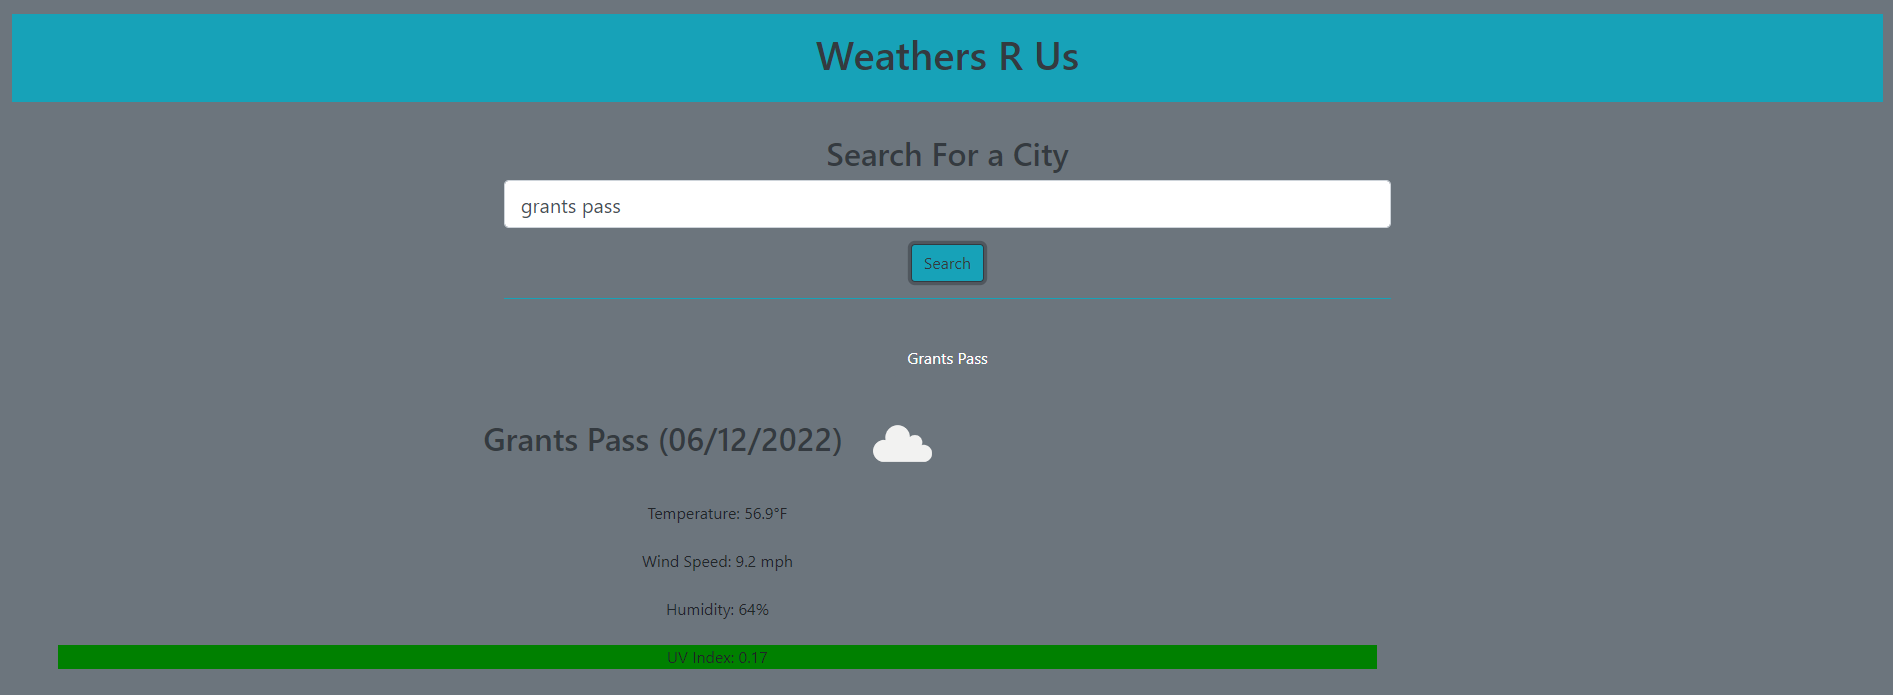 Weathers R Us
Search For a City
grants pass
Search
Grants Pass
Grants Pass (06/12/2022)
Temperature: 56.9°F
Wind Speed: 9.2 mph
Humidity: 64%
UV Index: 0.17